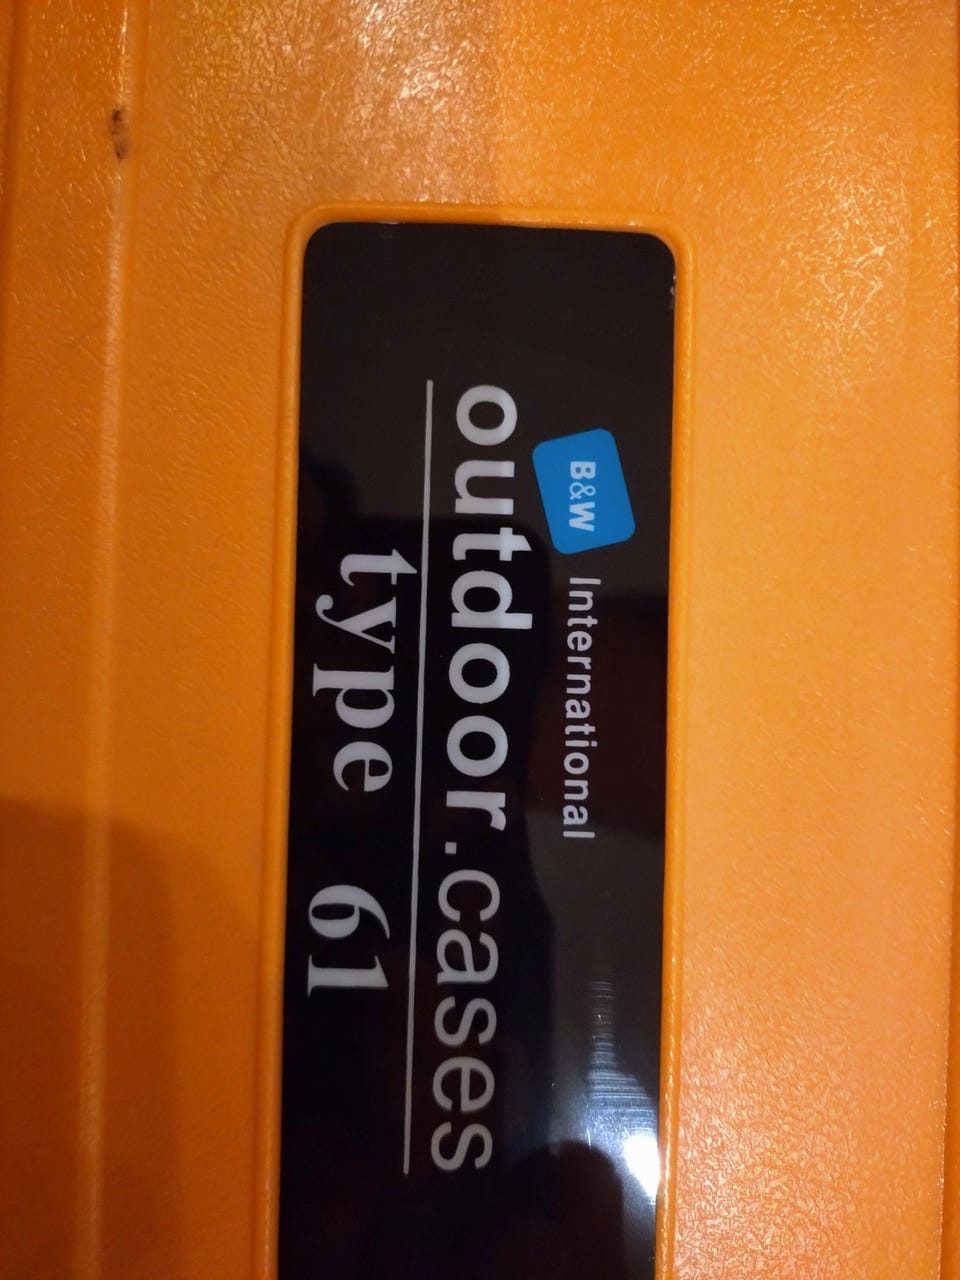 B&W International
outdoor.cases
type 61